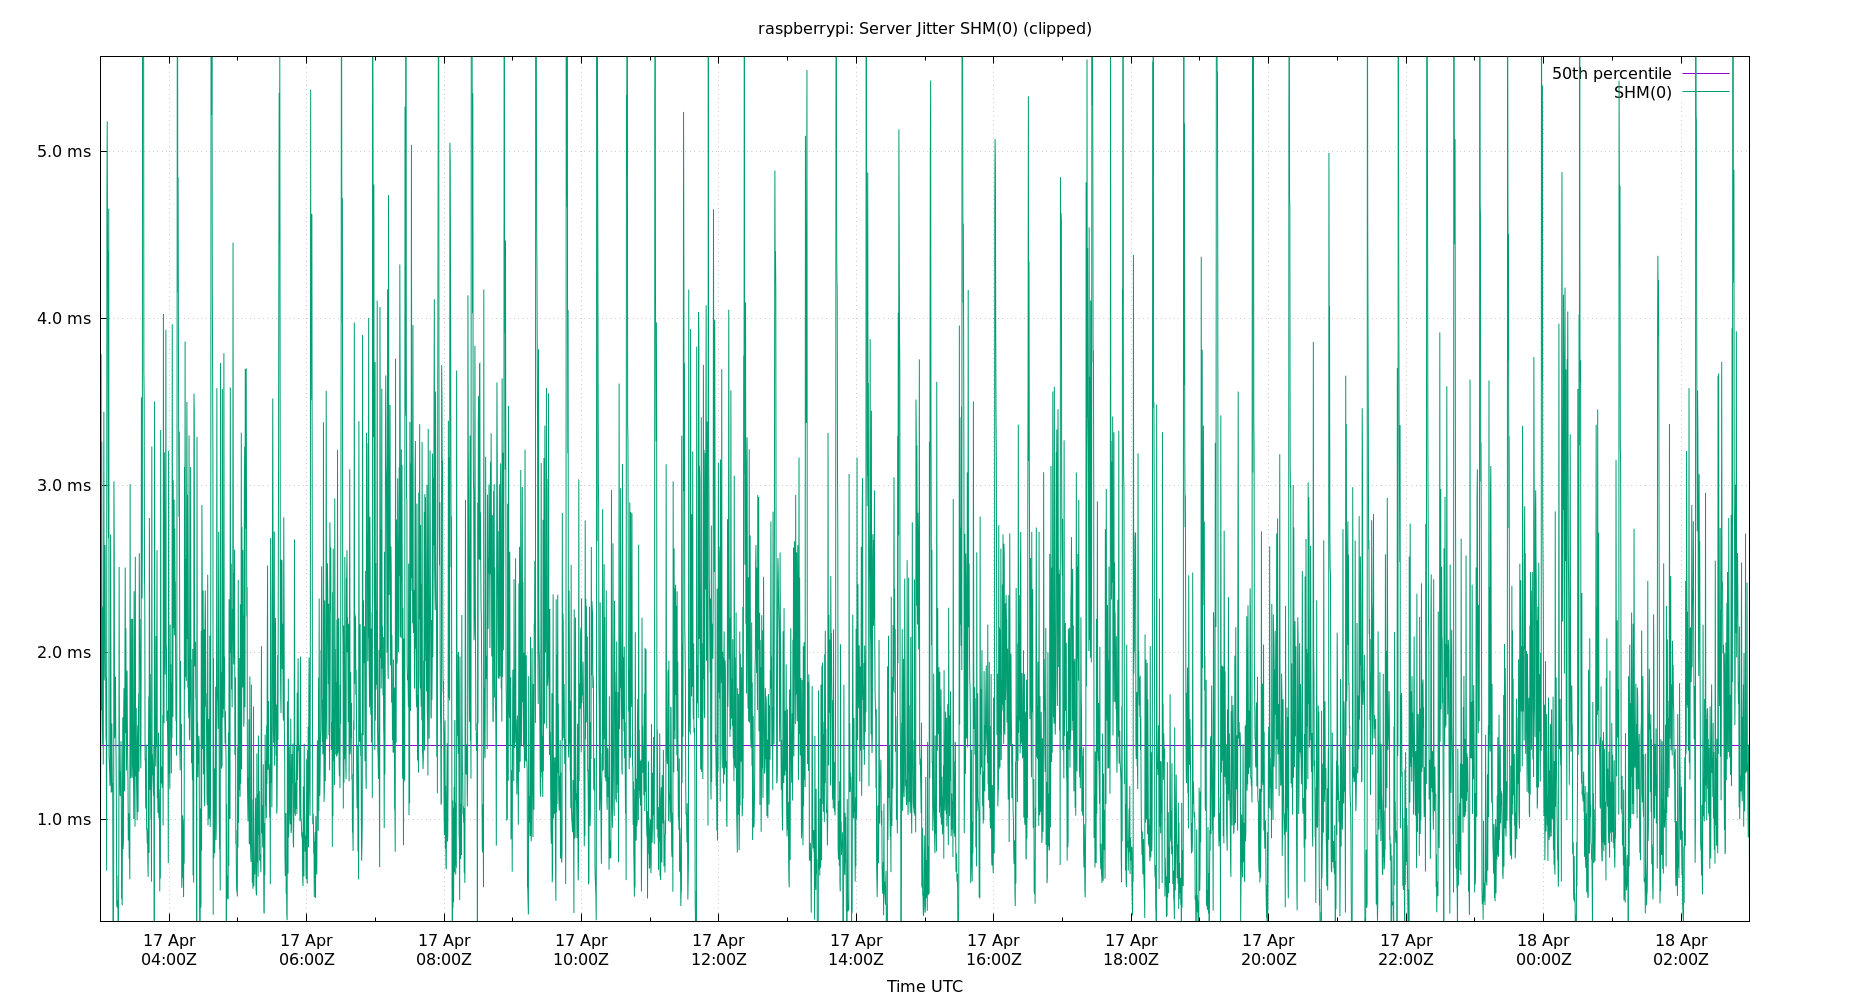 raspberrypi: Server Jitter SHM(0) (clipped)
50th percentile
SHM(0)
5.0 ms
4.0 ms
3.0 ms
2.0 ms
1.0 ms
17 Apr 17 Apr 17 Apr 17 Apr 17 Apr 17 Apr 17 Apr 17 Apr 17 Apr 17 Apr 18 Apr 18 Apr
04:00Z 06:00Z 08:00Z 10:00Z 12:00Z 14:00Z 16:00Z 18:00Z 20:00Z 22:00Z 00:00Z 02:00Z
Time UTC